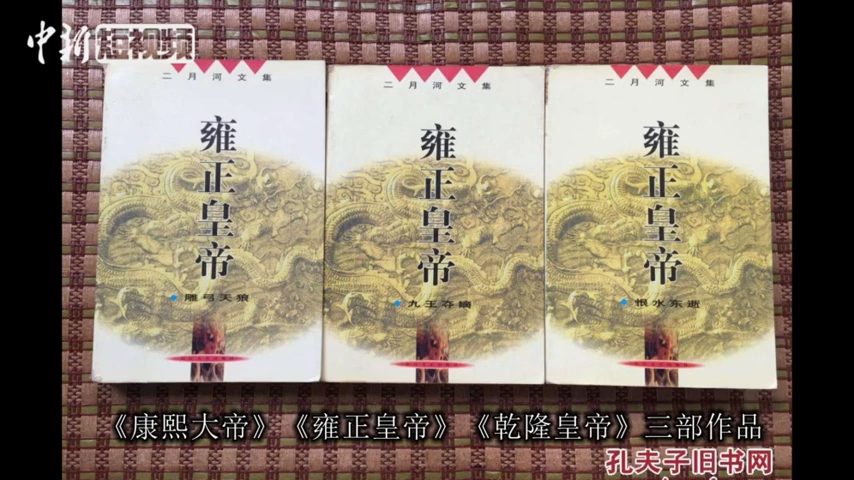 中新短视频
二月河文集
雍正皇帝
雕弓天狼
二月河文集
雍正皇帝
九王夺嫡
二月河文集
雍正皇帝
恨水东逝
《康熙大帝》《雍正皇帝》《乾隆皇帝》三部作品
孔夫子旧书网